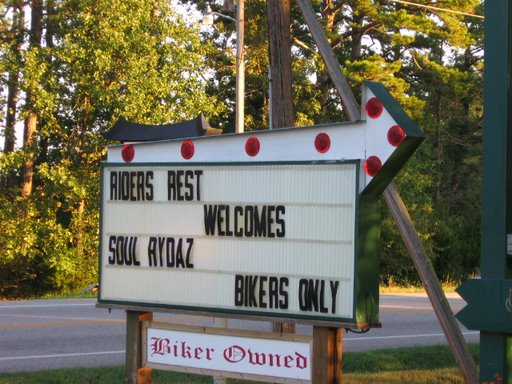 RIDERS REST
WELCOMES
SOUL RYDAZ
BIKERS ONLY
Biker Owned